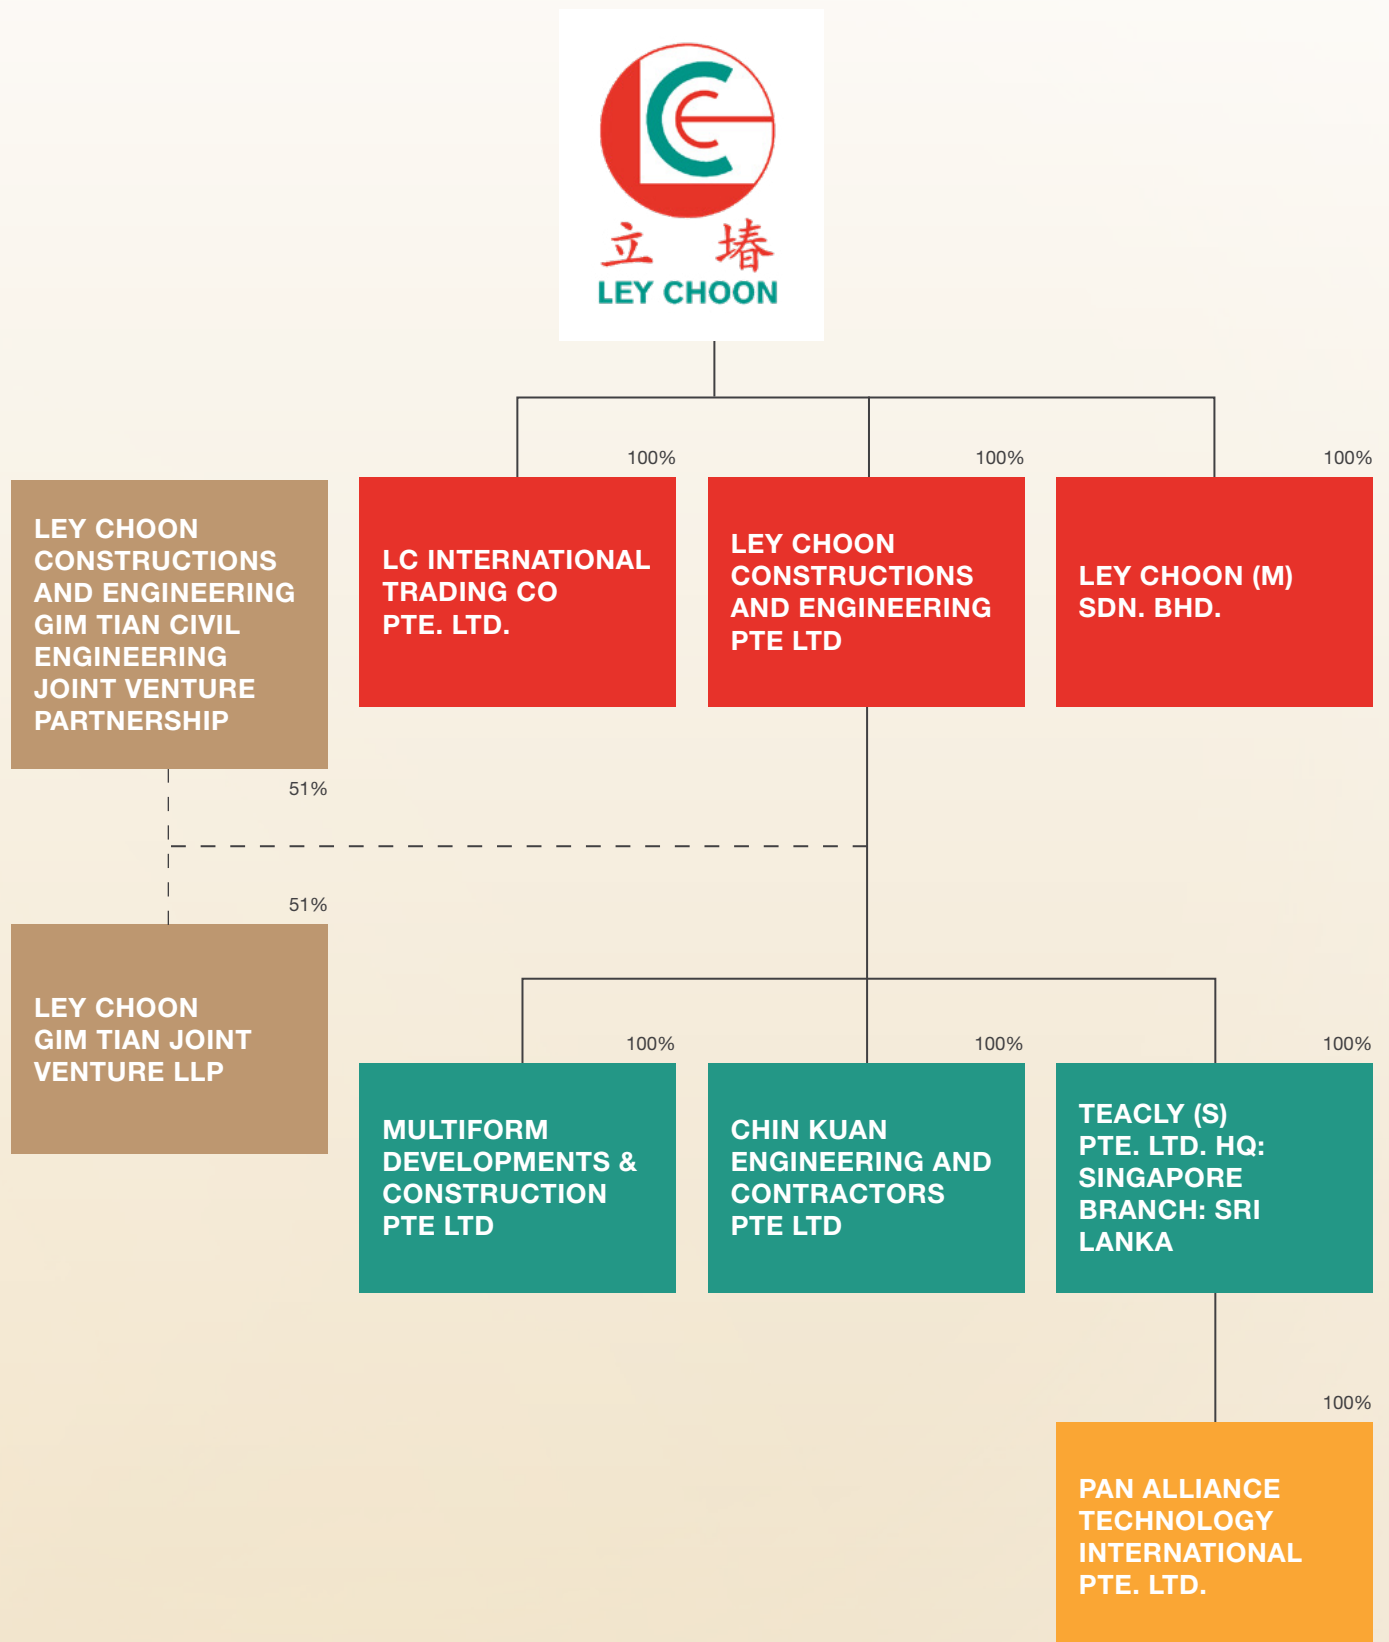 立 堾
LEY CHOON
100%
LC INTERNATIONAL
TRADING CO
PTE. LTD.
100%
LEY CHOON
CONSTRUCTIONS
AND ENGINEERING
PTE LTD
100%
LEY CHOON (M)
SDN. BHD.
LEY CHOON
CONSTRUCTIONS
AND ENGINEERING
GIM TIAN CIVIL
ENGINEERING
JOINT VENTURE
PARTNERSHIP
51%
51%
LEY CHOON
GIM TIAN JOINT
VENTURE LLP
100%
MULTIFORM
DEVELOPMENTS &
CONSTRUCTION
PTE LTD
100%
CHIN KUAN
ENGINEERING AND
CONTRACTORS
PTE LTD
100%
TEACLY (S)
PTE. LTD. HQ:
SINGAPORE
BRANCH: SRI
LANKA
100%
PAN ALLIANCE
TECHNOLOGY
INTERNATIONAL
PTE. LTD.